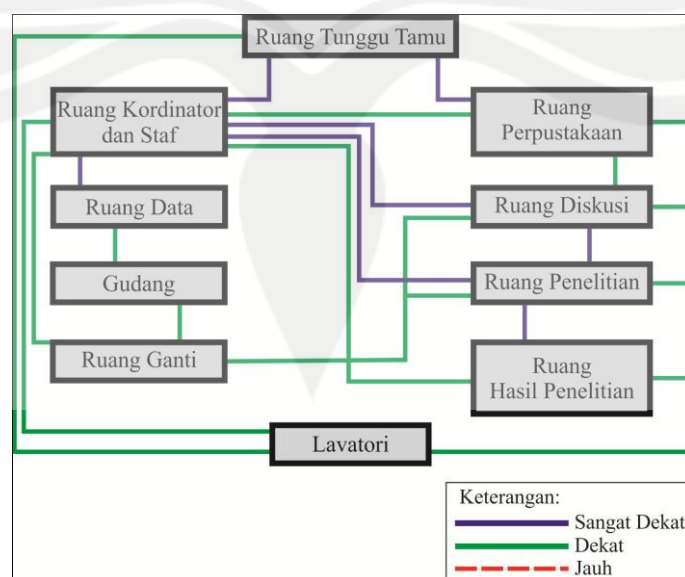 Ruang Tunggu Tamu
Ruang Kordinator
dan Staf
Ruang
Perpustakaan
Ruang Data
Ruang Diskusi
Gudang
Ruang Penelitian
Ruang Ganti
Ruang
Hasil Penelitian
Lavatori
Keterangan:
Sangat Dekat
Dekat
Jauh